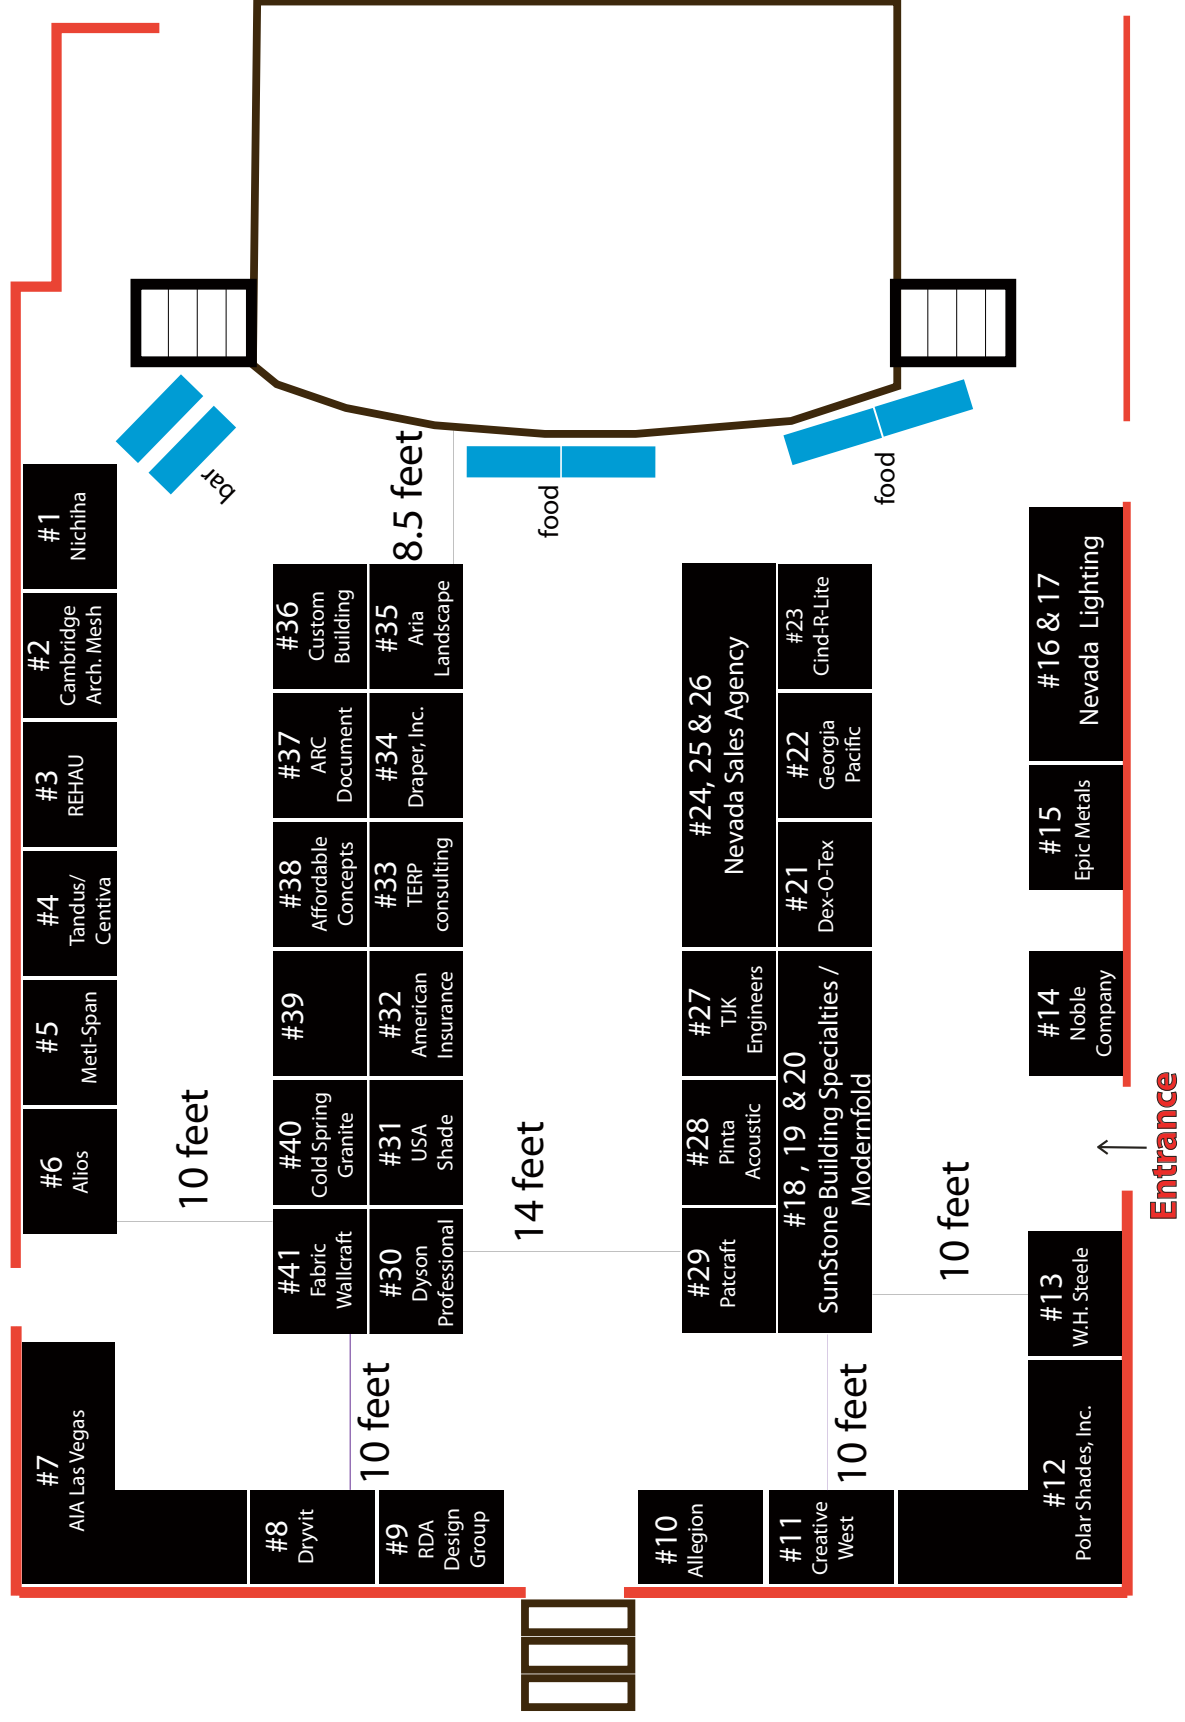 #1
Nichiha
#2
Cambridge
Arch. Mesh
#3
REHAU
#4
Tandus/
Centiva
#5
Metl-Span
#6
Alios
#7
AIA Las Vegas
#8
Dryvit
#9
RDA
Design
Group
#10
Allegion
#11
Creative
West
#12
Polar Shades, Inc.
#13
W.H. Steele
#14
Noble
Company
#15
Epic Metals
#16 & 17
Nevada Lighting
#18 , 19 & 20
SunStone Building Specialties /
Modernfold
#21
Dex-O-Tex
#22
Georgia
Pacific
#23
Cind-R-Lite
#24, 25 & 26
Nevada Sales Agency
#27
TJK
Engineers
#28
Pinta
Acoustic
#29
Patcraft
#30
Dyson
Professional
#31
USA
Shade
#32
American
Insurance
#33
TERP
consulting
#34
Draper, Inc.
#35
Aria
Landscape
#36
Custom
Building
#37
ARC
Document
#38
Affordable
Concepts
#39
#40
Cold Spring
Granite
#41
Fabric
Wallcraft
bar
food
food
8.5 feet
10 feet
14 feet
10 feet
10 feet
10 feet
Entrance